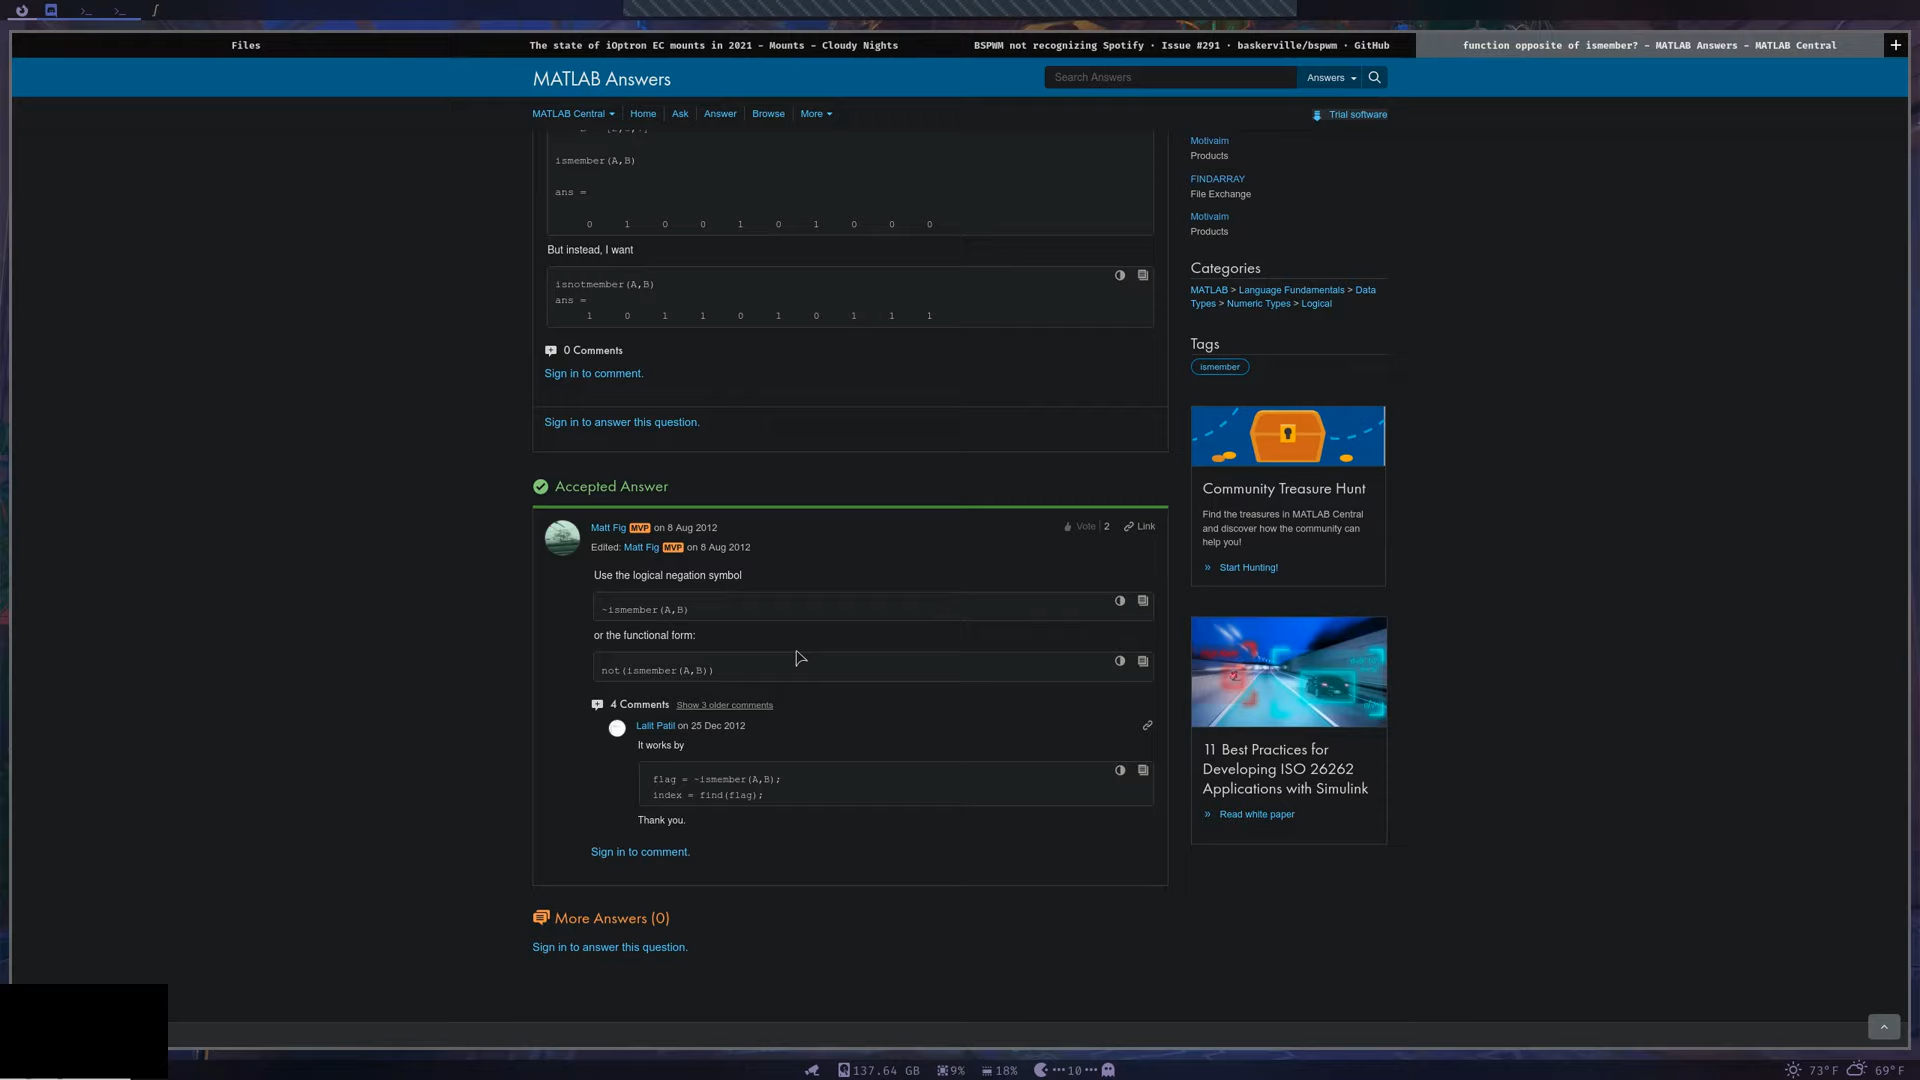 Files
The state of iOptron EC mounts in 2021 - Mounts - Cloudy Nights
BSPWM not recognizing Spotify · Issue #291 · baskerville/bspwm · GitHub
function opposite of ismember? - MATLAB Answers - MATLAB Central
MATLAB Answers
Search Answers
Answers
MATLAB Central
Home
Ask
Answer
Browse
More
Trial software
ismember(A,B)
ans =
0 1 0 0 1 0 1 0 0 0
But instead, I want
isnotmember(A,B)
ans =
1 0 1 1 0 1 0 1 1 1
0 Comments
Sign in to comment.
Sign in to answer this question.
Accepted Answer
Matt Fig MVP on 8 Aug 2012
Vote 2 Link
Edited: Matt Fig MVP on 8 Aug 2012
Use the logical negation symbol
~ismember(A,B)
or the functional form:
not(ismember(A,B))
4 Comments Show 3 older comments
Lalit Patil on 25 Dec 2012
It works by
flag = ~ismember(A,B);
index = find(flag);
Thank you.
Sign in to comment.
More Answers (0)
Sign in to answer this question.
Motivaim
Products
FINDARRAY
File Exchange
Motivaim
Products
Categories
MATLAB > Language Fundamentals > Data
Types > Numeric Types > Logical
Tags
ismember
Community Treasure Hunt
Find the treasures in MATLAB Central
and discover how the community can
help you!
» Start Hunting!
11 Best Practices for
Developing ISO 26262
Applications with Simulink
» Read white paper
137.64 GB 9% 18% 10
73°F 69°F